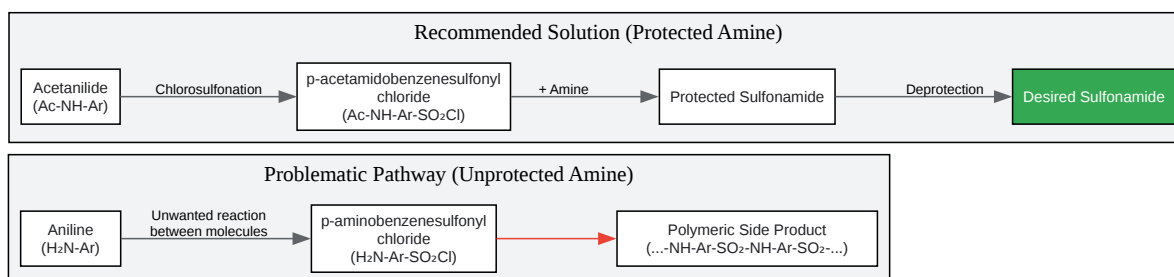 Recommended Solution (Protected Amine)
Acetanilide
(Ac-NH-Ar)
Chlorosulfonation
p-acetamidobenzenesulfonyl
chloride
(Ac-NH-Ar-SO₂Cl)
+ Amine
Protected Sulfonamide
Deprotection
Desired Sulfonamide
Problematic Pathway (Unprotected Amine)
Aniline
(H₂N-Ar)
Unwanted reaction
between molecules
p-aminobenzenesulfonyl
chloride
(H₂N-Ar-SO₂Cl)
Polymeric Side Product
(...-NH-Ar-SO₂-NH-Ar-SO₂-...)